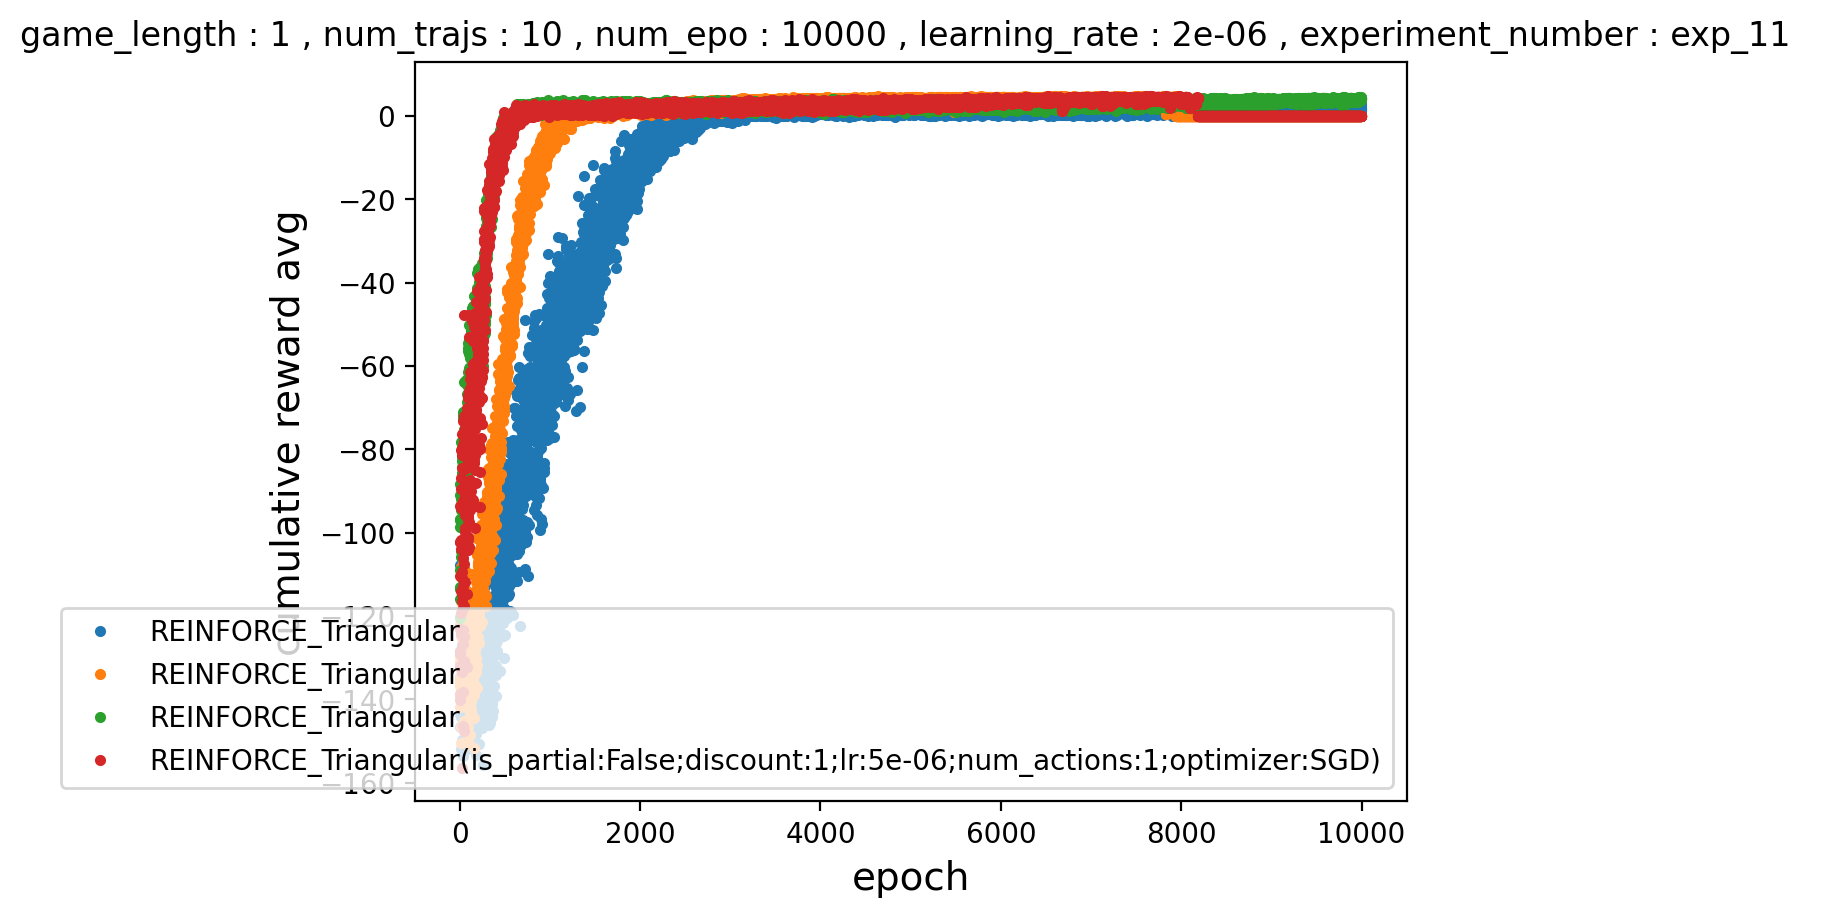 game_length : 1 , num_trajs : 10 , num_epo : 10000 , learning_rate : 2e-06 , experiment_number : exp_11
cumulative reward avg
0
−20
−40
−60
−80
−100
−120
−140
−160
REINFORCE_Triangular
REINFORCE_Triangular
REINFORCE_Triangular
REINFORCE_Triangular(is_partial:False;discount:1;lr:5e-06;num_actions:1;optimizer:SGD)
0 2000 4000 6000 8000 10000
epoch